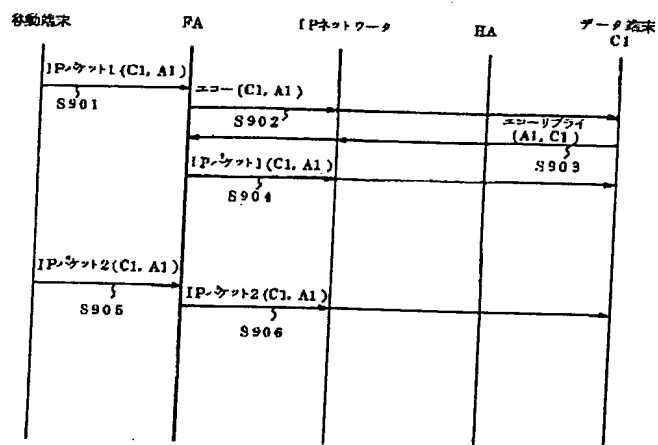 移動端末
FA
IPネットワータ
HA
データ端末
C1
IPパケット1(C1, A1)
S901
エコー(C1, A1)
S902
エコーリプライ
(A1, C1)
S903
IPパケット1(C1, A1)
S904
IPパケット2(C1, A1)
S905
IPパケット2(C1, A1)
S906